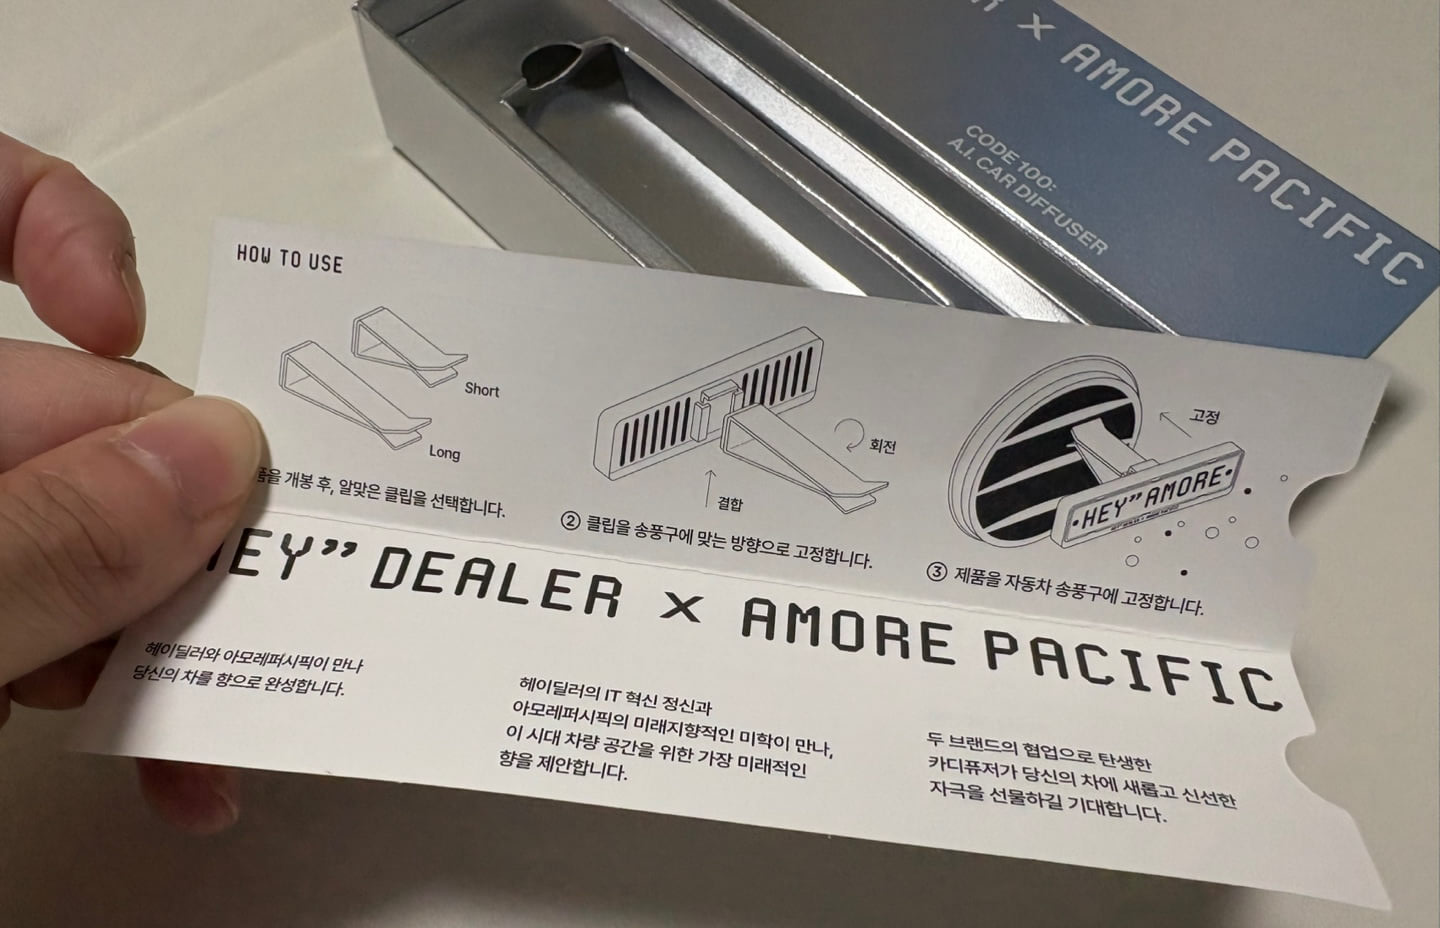 X AMORE PACIFIC
CODE 100:
A.I. CAR DIFFUSER
HOW TO USE
Short
Long
개봉 후, 알맞은 클립을 선택합니다.
회전
결합
② 클립을 송풍구에 맞는 방향으로 고정합니다.
고정
•HEY” AMORE•
③ 제품을 자동차 송풍구에 고정합니다.
HEY” DEALER X AMORE PACIFIC
헤이딜러와 아모레퍼시픽이 만나
당신의 차를 향으로 완성합니다.
헤이딜러의 IT 혁신 정신과
아모레퍼시픽의 미래지향적인 미학이 만나,
이 시대 차량 공간을 위한 가장 미래적인
향을 제안합니다.
두 브랜드의 협업으로 탄생한
카디퓨저가 당신의 차에 새롭고 신선한
자극을 선물하길 기대합니다.